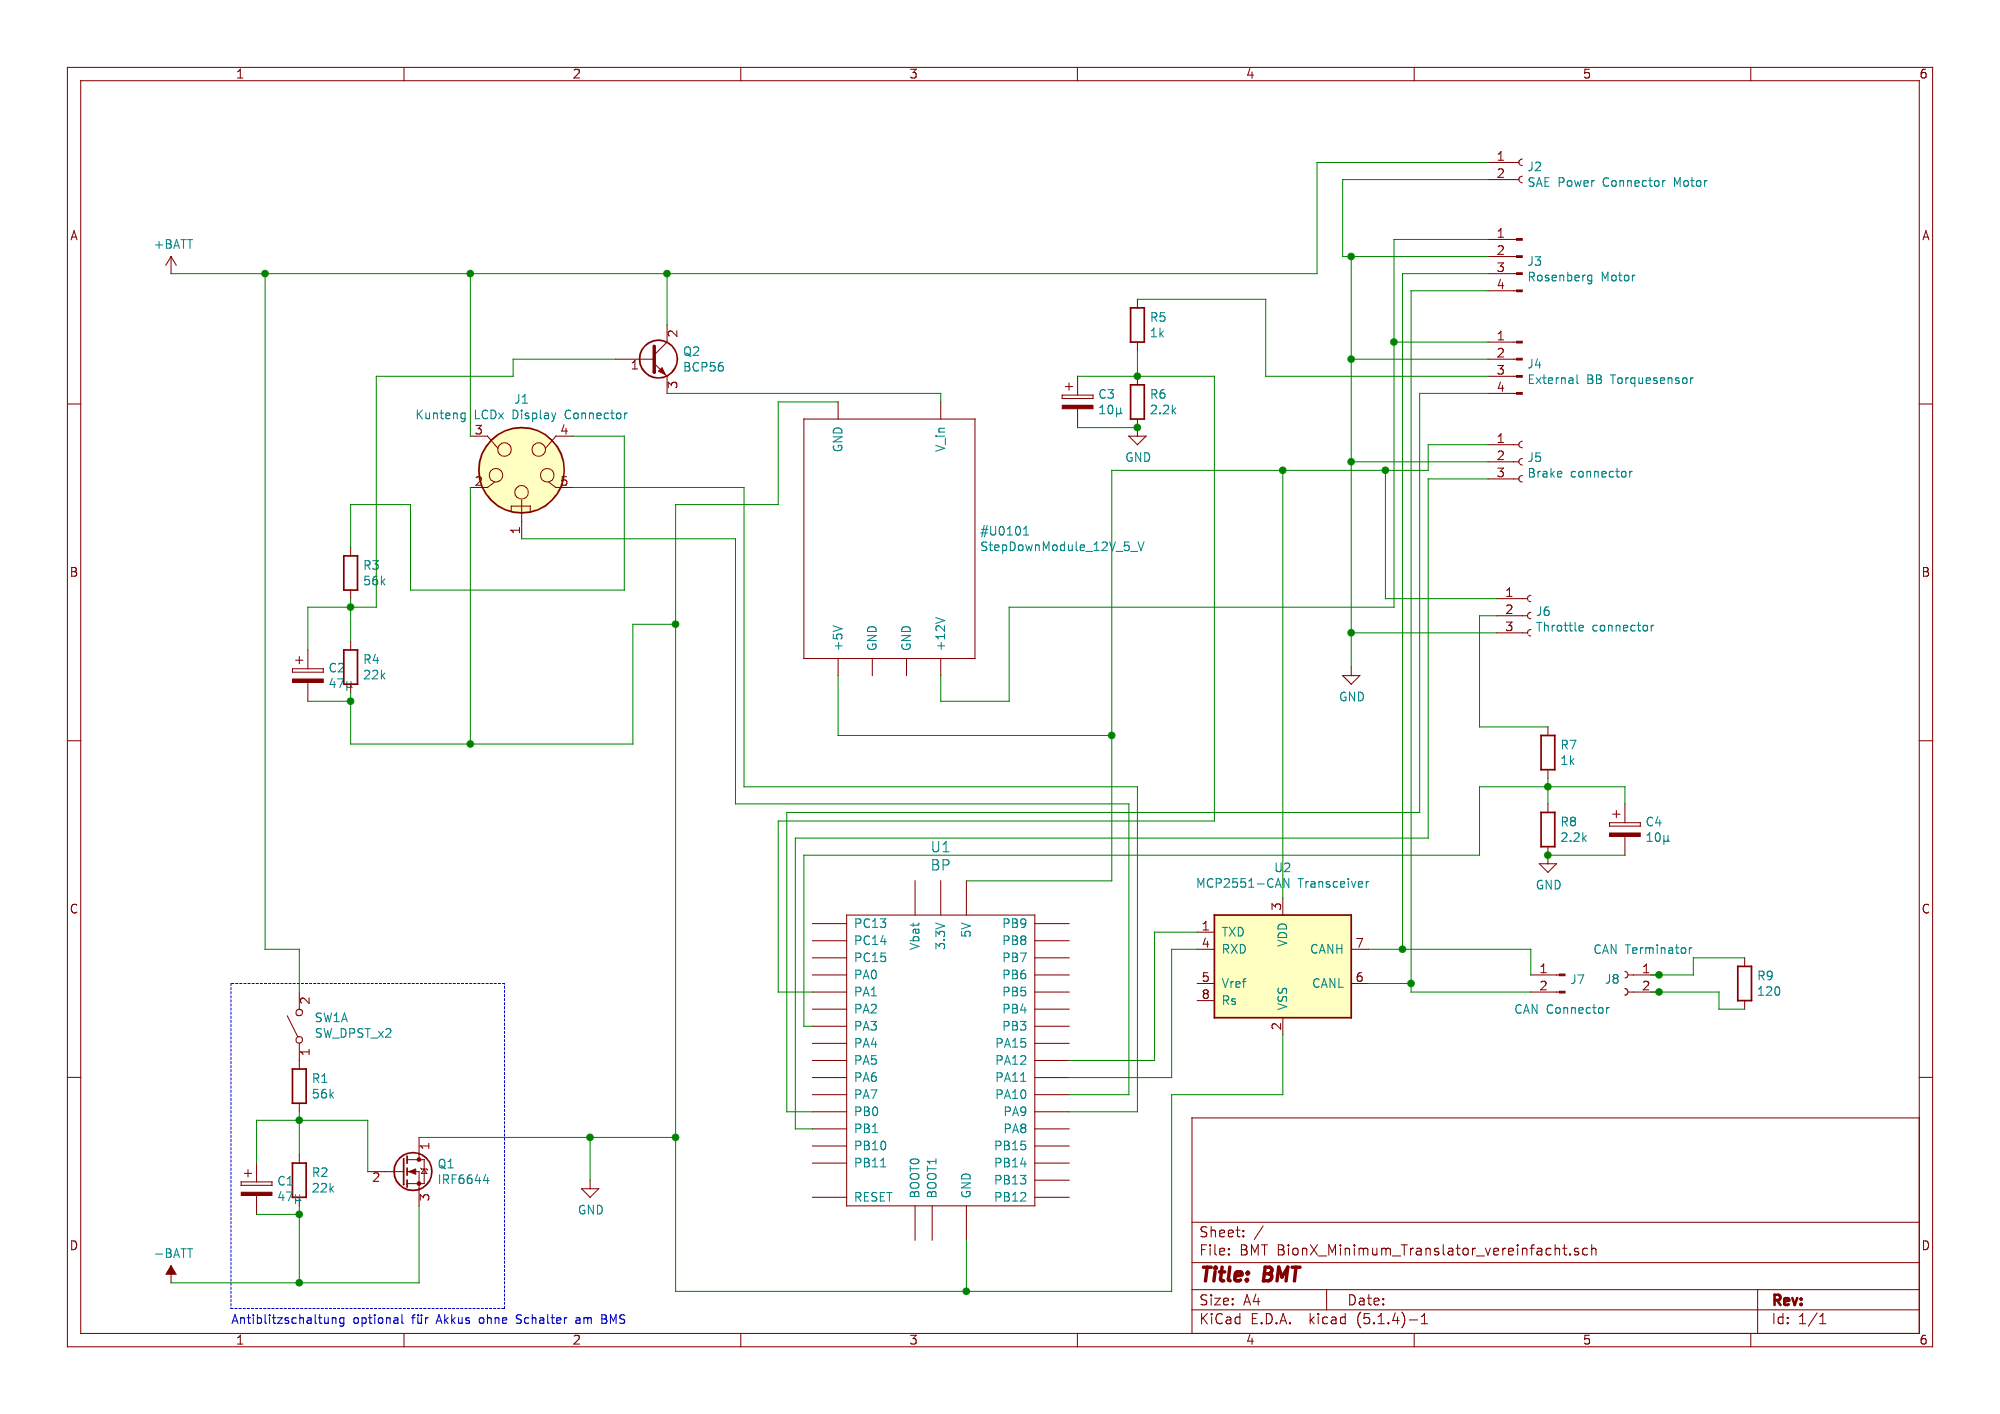 1 2 3 4 5 6
A A
B B
C C
D D
1 2 3 4 5 6
+BATT
1
2
J2
SAE Power Connector Motor
1
2
3
4
J3
Rosenberg Motor
1
2
3
4
J4
External BB Torquesensor
1
2
3
J5
Brake connector
1
2
3
J6
Throttle connector
GND
R5
1k
R6
2.2k
C3
10µ
+
GND
2
1
3
Q2
BCP56
J1
Kunteng LCDx Display Connector
3
4
2
5
1
GND
V_in
#U0101
StepDownModule_12V_5_V
+5V
GND
GND
+12V
R3
56k
R4
22k
C2
47µ
+
R7
1k
R8
2.2k
C4
10µ
+
GND
U1
BP
Vbat
3.3V
5V
PC13
PC14
PC15
PA0
PA1
PA2
PA3
PA4
PA5
PA6
PA7
PB0
PB1
PB10
PB11
RESET
PB9
PB8
PB7
PB6
PB5
PB4
PB3
PA15
PA12
PA11
PA10
PA9
PA8
PB15
PB14
PB13
PB12
BOOT0
BOOT1
GND
U2
MCP2551-CAN Transceiver
1 TXD
4 RXD
5 Vref
8 Rs
3 VDD
2 VSS
CANH 7
CANL 6
1
2
J7
CAN Connector
CAN Terminator
J8
1
2
R9
120
2
SW1A
SW_DPST_x2
1
R1
56k
R2
22k
C1
47µ
+
1
2
3
Q1
IRF6644
GND
-BATT
Antiblitzschaltung optional für Akkus ohne Schalter am BMS
Sheet: /
File: BMT BionX_Minimum_Translator_vereinfacht.sch
Title: BMT
Size: A4 Date: Rev:
KiCad E.D.A. kicad (5.1.4)-1 Id: 1/1